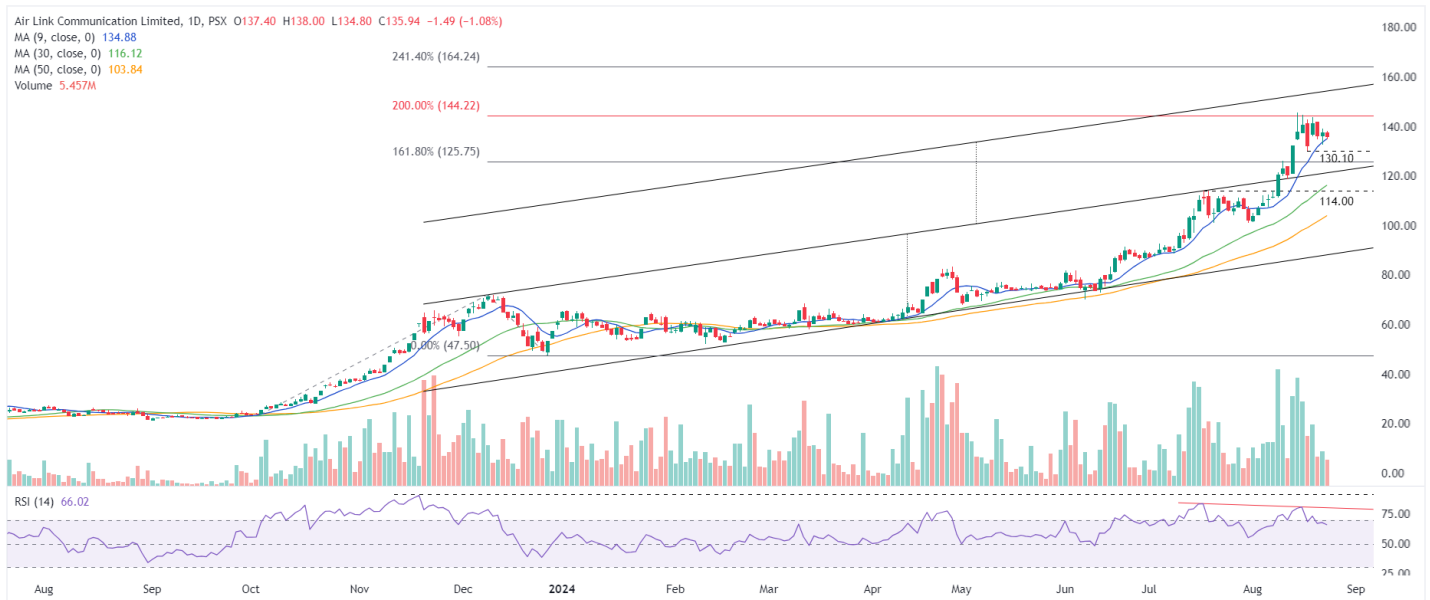 Air Link Communication Limited, 1D, PSX O137.40 H138.00 L134.80 C135.94 −1.49 (−1.08%)
MA (9, close, 0) 134.88
MA (30, close, 0) 116.12
MA (50, close, 0) 103.84
Volume 5.457M
180.00
241.40% (164.24)
160.00
200.00% (144.22)
140.00
161.80% (125.75)
130.10
120.00
114.00
100.00
80.00
60.00
0.00% (47.50)
40.00
20.00
0.00
RSI (14) 66.02
75.00
50.00
25.00
Aug Sep Oct Nov Dec 2024 Feb Mar Apr May Jun Jul Aug Sep